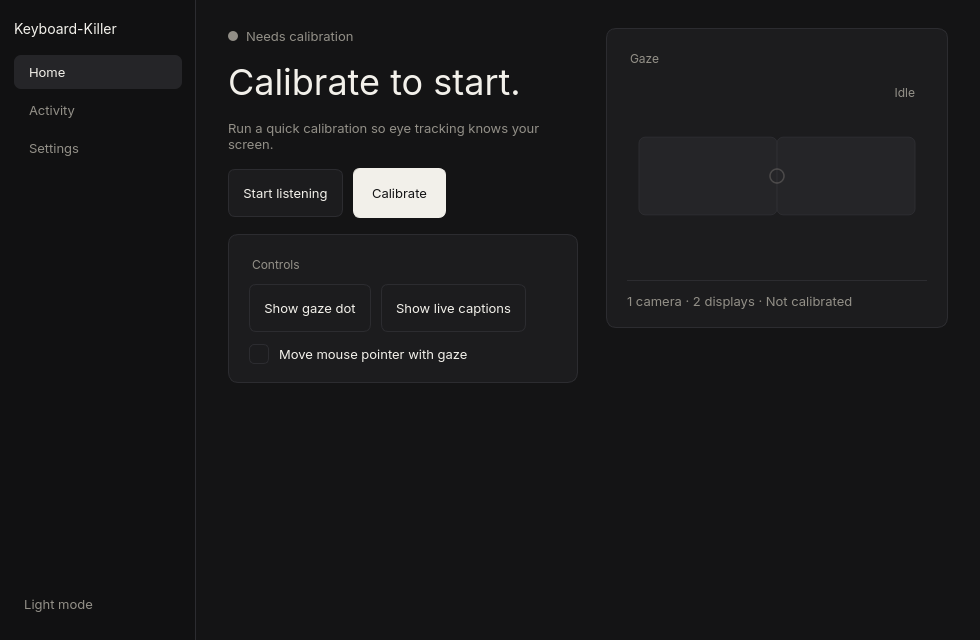 Keyboard-Killer
Home
Activity
Settings
Light mode
Needs calibration
Calibrate to start.
Run a quick calibration so eye tracking knows your
screen.
Start listening
Calibrate
Controls
Show gaze dot
Show live captions
Move mouse pointer with gaze
Gaze
Idle
1 camera · 2 displays · Not calibrated